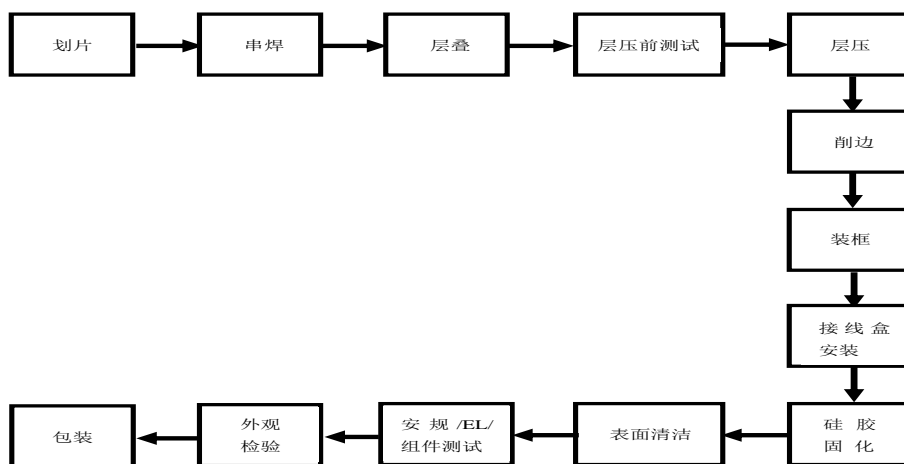 划片
串焊
层叠
层压前测试
层压
削边
装框
接线盒
安装
硅胶
固化
表面清洁
安规/EL/
组件测试
外观
检验
包装